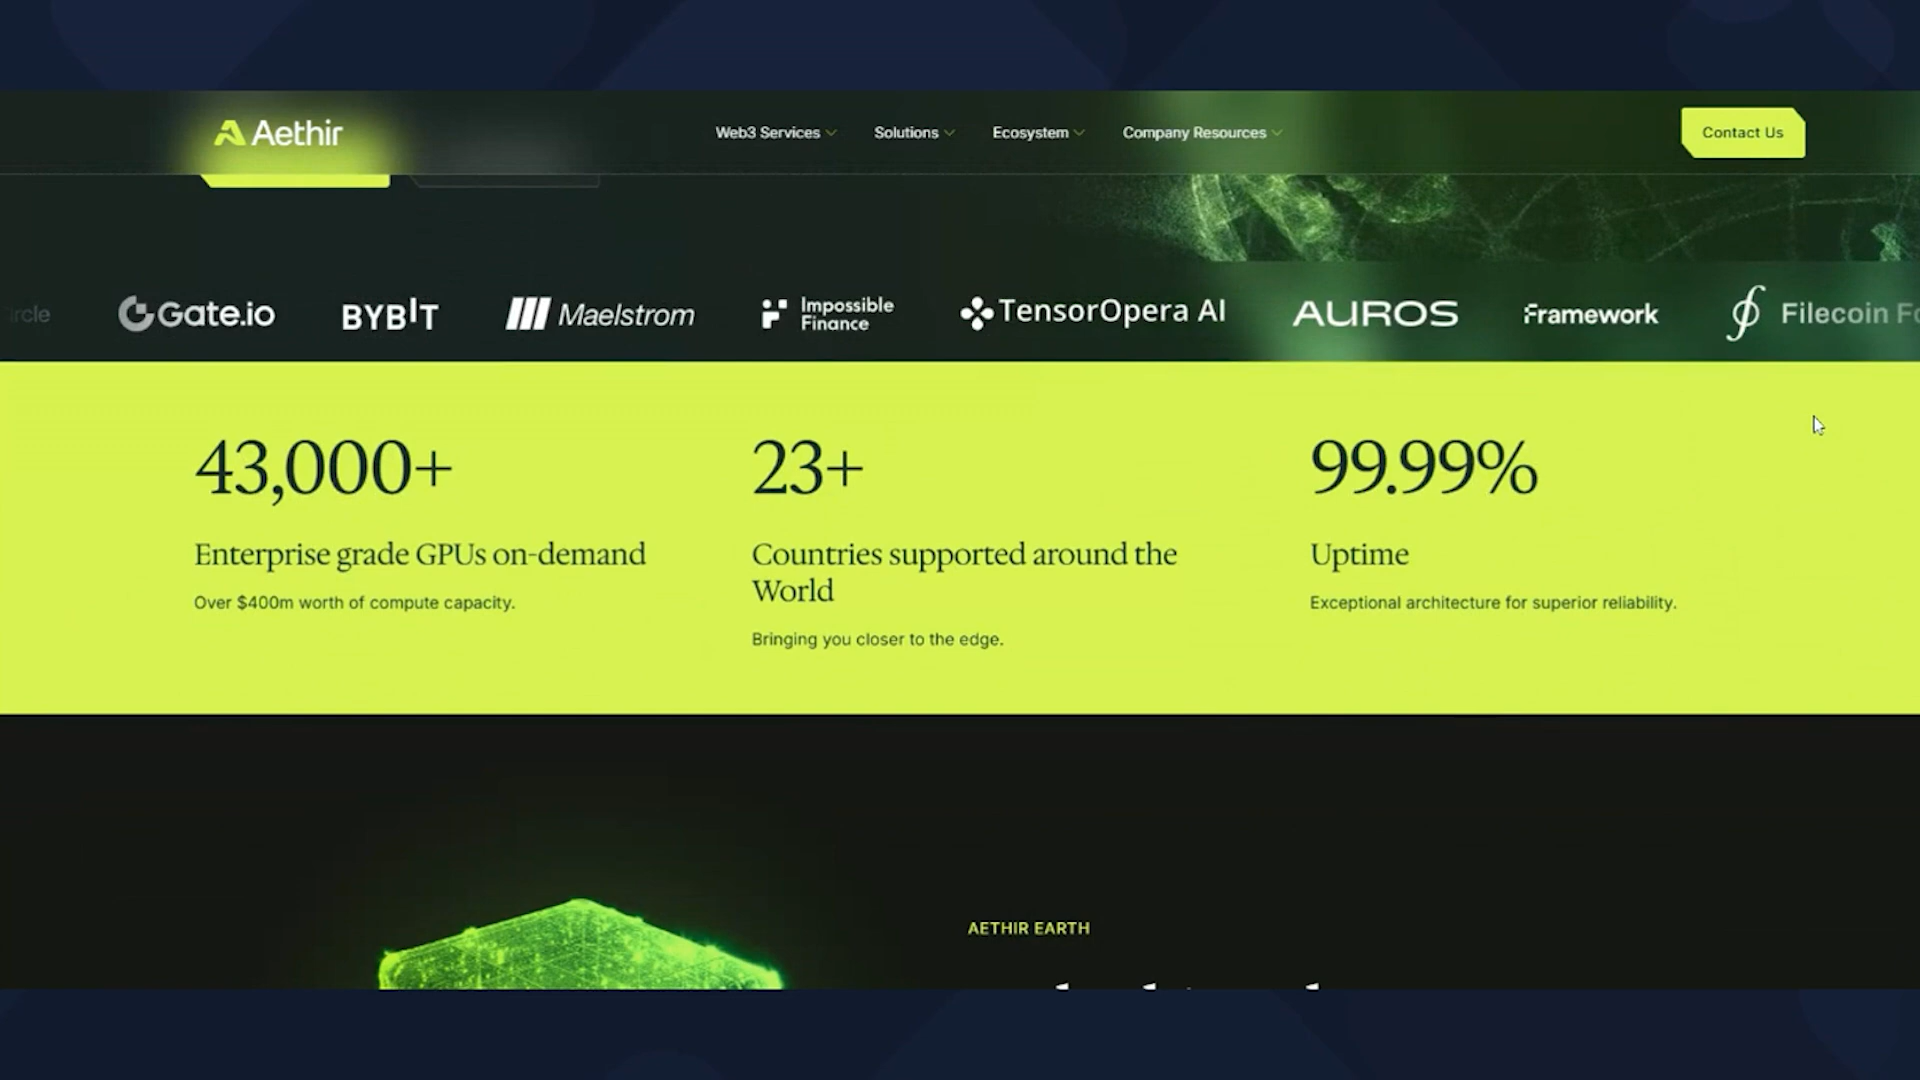 Aethir
Web3 Services
Solutions
Ecosystem
Company Resources
Contact Us
Gate.io
BYBIT
Maelstrom
Impossible
Finance
TensorOpera AI
AUROS
Framework
Filecoin
43,000+
Enterprise grade GPUs on-demand
Over $400m worth of compute capacity.
23+
Countries supported around the
World
Bringing you closer to the edge.
99.99%
Uptime
Exceptional architecture for superior reliability.
AETHIR EARTH